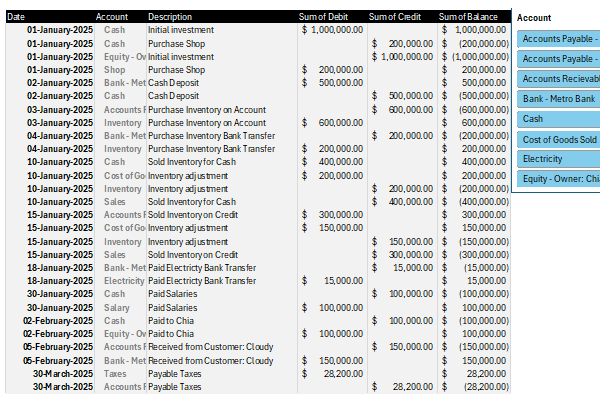 Date Account Description Sum of Debit Sum of Credit Sum of Balance
01-January-2025 Cash Initial investment $ 1,000,000.00 $ 1,000,000.00
01-January-2025 Cash Purchase Shop $ 200,000.00 $ (200,000.00)
01-January-2025 Equity - Ow Initial investment $ 1,000,000.00 $ (1,000,000.00)
01-January-2025 Shop Purchase Shop $ 200,000.00 $ 200,000.00
02-January-2025 Bank - Met Cash Deposit $ 500,000.00 500,000.00
02-January-2025 Cash Cash Deposit $ 500,000.00 $ (500,000.00)
03-January-2025 Accounts P Purchase Inventory on Account $ 600,000.00 $ (600,000.00)
03-January-2025 Inventory Purchase Inventory on Account $ 600,000.00 600,000.00
04-January-2025 Bank - Met Purchase Inventory Bank Transfer $ 200,000.00 $ (200,000.00)
04-January-2025 Inventory Purchase Inventory Bank Transfer $ 200,000.00 $ 200,000.00
10-January-2025 Cash Sold Inventory for Cash $ 400,000.00 $ 400,000.00
10-January-2025 Cost of Go Inventory adjustment $ 200,000.00 $ 200,000.00
10-January-2025 Inventory Inventory adjustment $ 200,000.00 $ (200,000.00)
10-January-2025 Sales Sold Inventory for Cash $ 400,000.00 $ (400,000.00)
15-January-2025 Accounts R Sold Inventory on Credit $ 300,000.00 $ 300,000.00
15-January-2025 Cost of Go Inventory adjustment $ 150,000.00 $ 150,000.00
15-January-2025 Inventory Inventory adjustment $ 150,000.00 $ (150,000.00)
15-January-2025 Sales Sold Inventory on Credit $ 300,000.00 $ (300,000.00)
18-January-2025 Bank - Met Paid Electricty Bank Transfer $ 15,000.00 $ (15,000.00)
18-January-2025 Electricity Paid Electricty Bank Transfer $ 15,000.00 $ 15,000.00
30-January-2025 Cash Paid Salaries $ 100,000.00 $ (100,000.00)
30-January-2025 Salary Paid Salaries $ 100,000.00 $ 100,000.00
02-February-2025 Cash Paid to Chia $ 100,000.00 $ (100,000.00)
02-February-2025 Equity - Ow Paid to Chia $ 100,000.00 $ 100,000.00
05-February-2025 Accounts R Received from Customer: Cloudy $ 150,000.00 $ (150,000.00)
05-February-2025 Bank - Met Received from Customer: Cloudy $ 150,000.00 $ 150,000.00
30-March-2025 Taxes Payable Taxes $ 28,200.00 $ 28,200.00
30-March-2025 Accounts P Payable Taxes $ 28,200.00 $ (28,200.00)
Account
Accounts Payable -
Accounts Payable -
Accounts Recievabl
Bank - Metro Bank
Cash
Cost of Goods Sold
Electricity
Equity - Owner: Chia